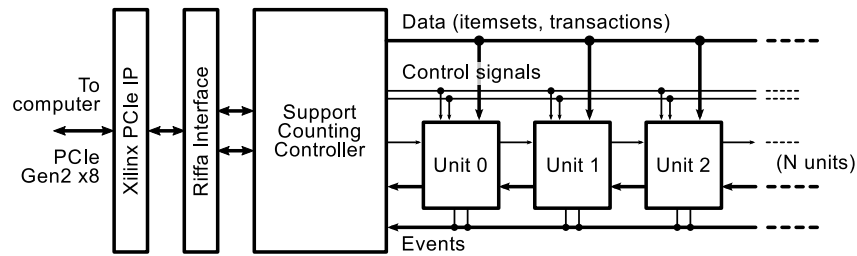 Data (itemsets, transactions)
Control signals
To
computer
PCIe
Gen2 x8
Xilinx PCIe IP
Riffa Interface
Support
Counting
Controller
Unit 0
Unit 1
Unit 2
(N units)
Events